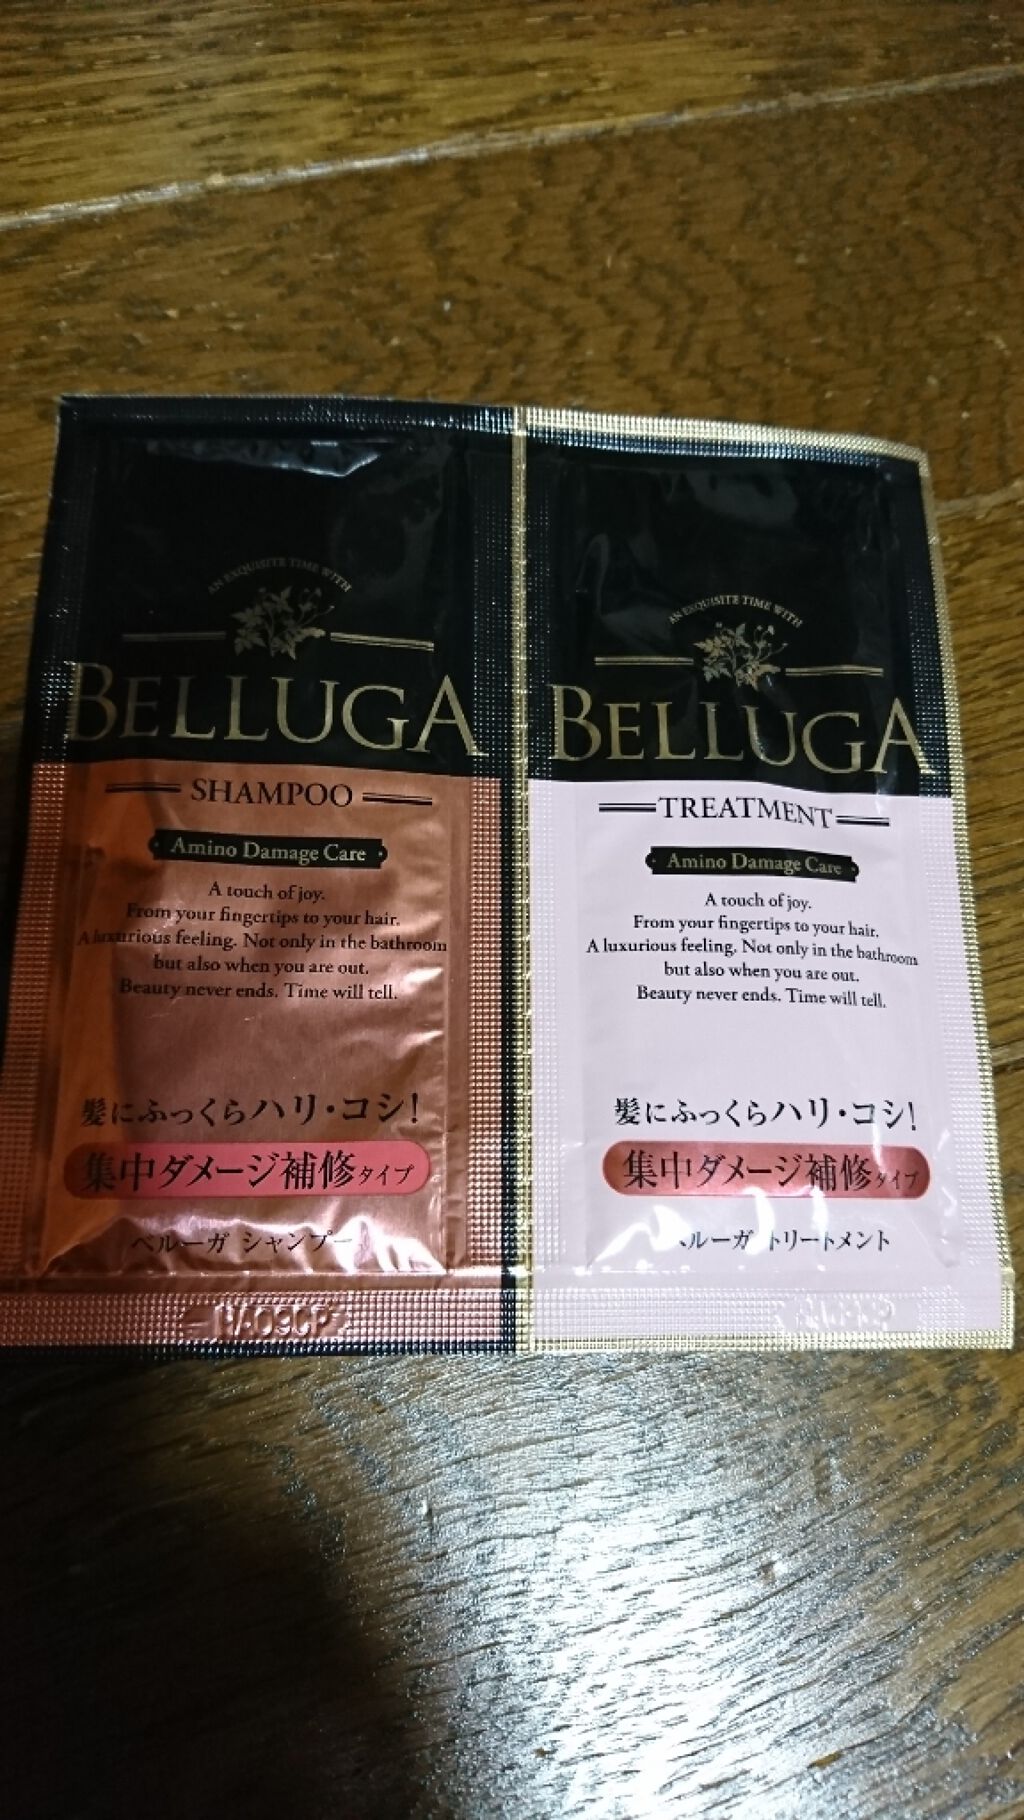 AN EXQUISITE TIME WITH
BELLUGA
SHAMPOO
Amino Damage Care
A touch of joy.
From your fingertips to your hair.
A luxurious feeling. Not only in the bathroom
but also when you are out.
Beauty never ends. Time will tell.
髪にふっくらハリ・コシ!
集中ダメージ補修タイプ
ベルーガ シャンプー
AN EXQUISITE TIME WITH
BELLUGA
TREATMENT
Amino Damage Care
A touch of joy.
From your fingertips to your hair.
A luxurious feeling. Not only in the bathroom
but also when you are out.
Beauty never ends. Time will tell.
髪にふっくらハリ・コシ!
集中ダメージ補修タイプ
ベルーガ トリートメント